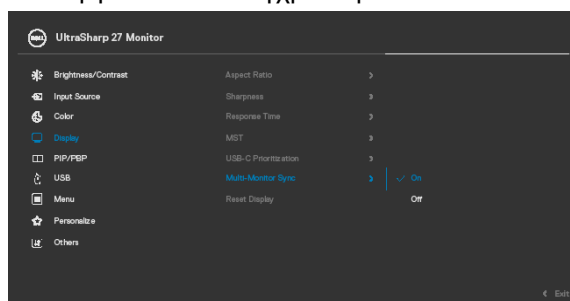 DELL UltraSharp 27 Monitor
Brightness/Contrast Aspect Ratio
Input Source Sharpness
Color Response Time
Display MST
PIP/PBP USB-C Prioritization
USB Multi-Monitor Sync On
Menu Reset Display Off
Personalize
Others
Exit